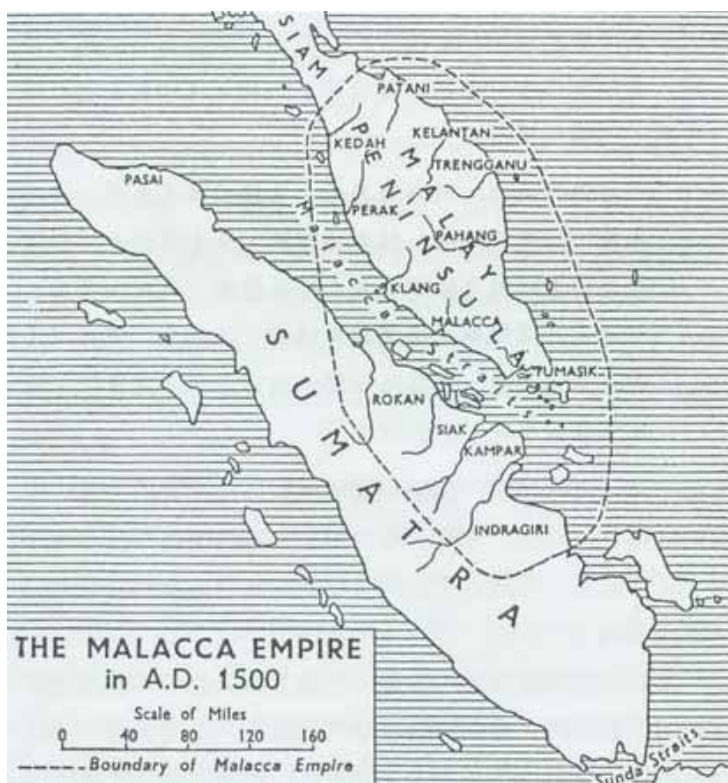 SIAM
PATANI
KEDAH
KELANTAN
TRENGGANU
MALAY
PENINSULA
PASAI
PERAK
PAHANG
Malacca Straits
KLANG
MALACCA
TUMASIK
SUMATRA
ROKAN
SIAK
KAMPAR
INDRAGIRI
THE MALACCA EMPIRE
in A.D. 1500
Scale of Miles
0 40 80 120 160
Boundary of Malacca Empire
Sunda Straits